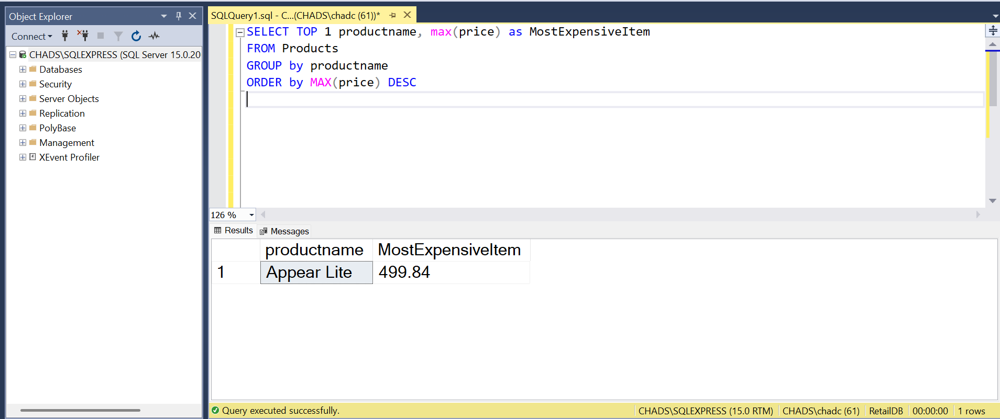 Object Explorer
Connect
CHADS\SQLEXPRESS (SQL Server 15.0.20
Databases
Security
Server Objects
Replication
PolyBase
Management
XEvent Profiler
SQLQuery1.sql - C...(CHADS\chadc (61))*
SELECT TOP 1 productname, max(price) as MostExpensiveItem
FROM Products
GROUP by productname
ORDER by MAX(price) DESC
126 %
Results Messages
productname MostExpensiveItem
1 Appear Lite 499.84
Query executed successfully. CHADS\SQLEXPRESS (15.0 RTM) CHADS\chadc (61) RetailDB 00:00:00 1 rows